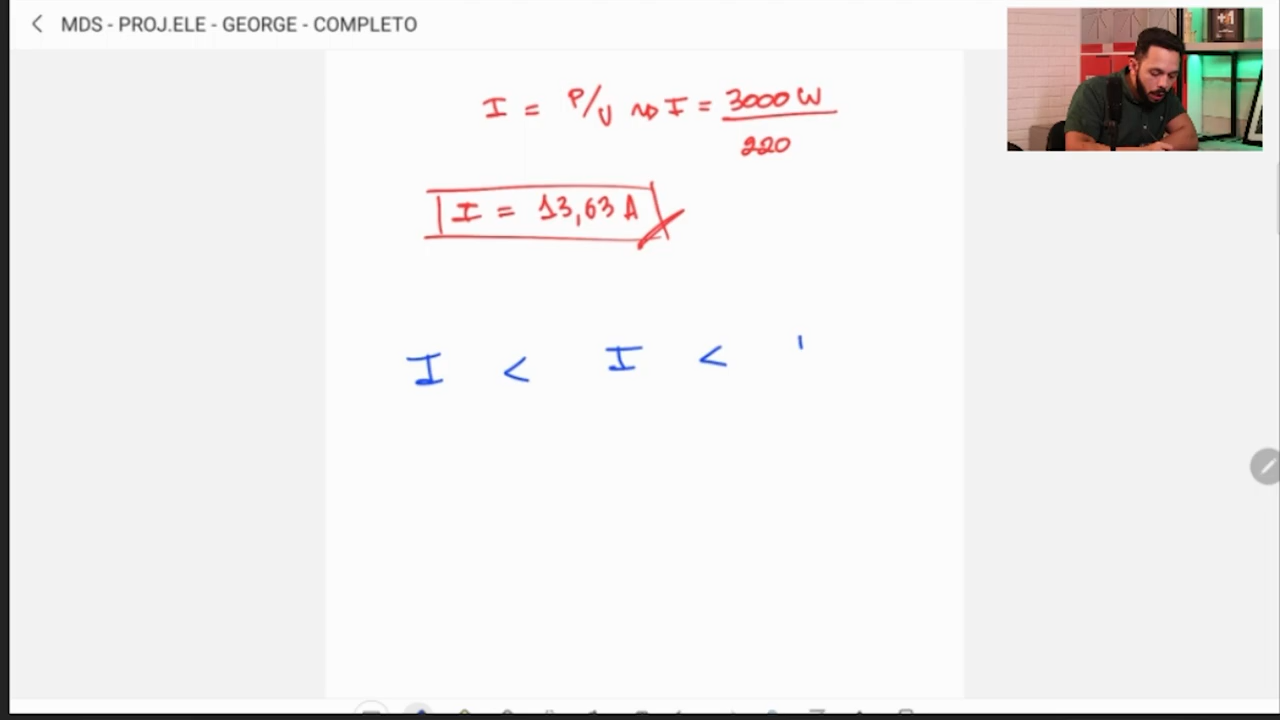 MDS - PROJ.ELE - GEORGE - COMPLETO
I = P/U ⇝ I = 3000 W
220
I = 13,63 A
I < I < '